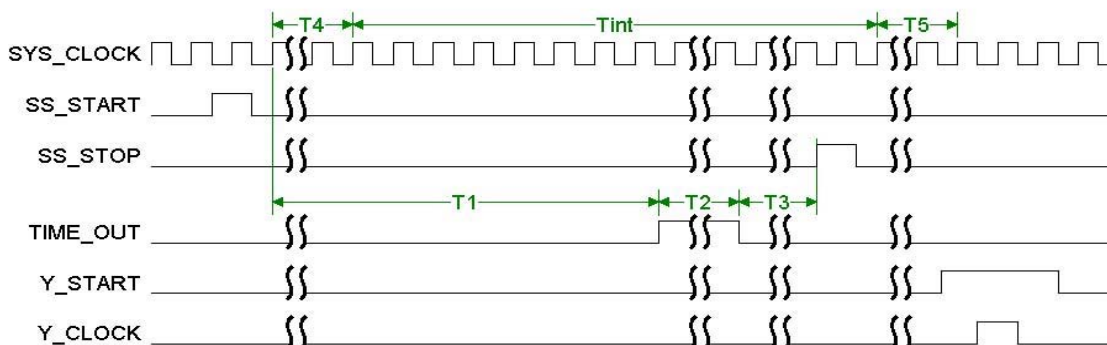 T4 Tint T5
SYS_CLOCK
SS_START
SS_STOP
T1 T2 T3
TIME_OUT
Y_START
Y_CLOCK